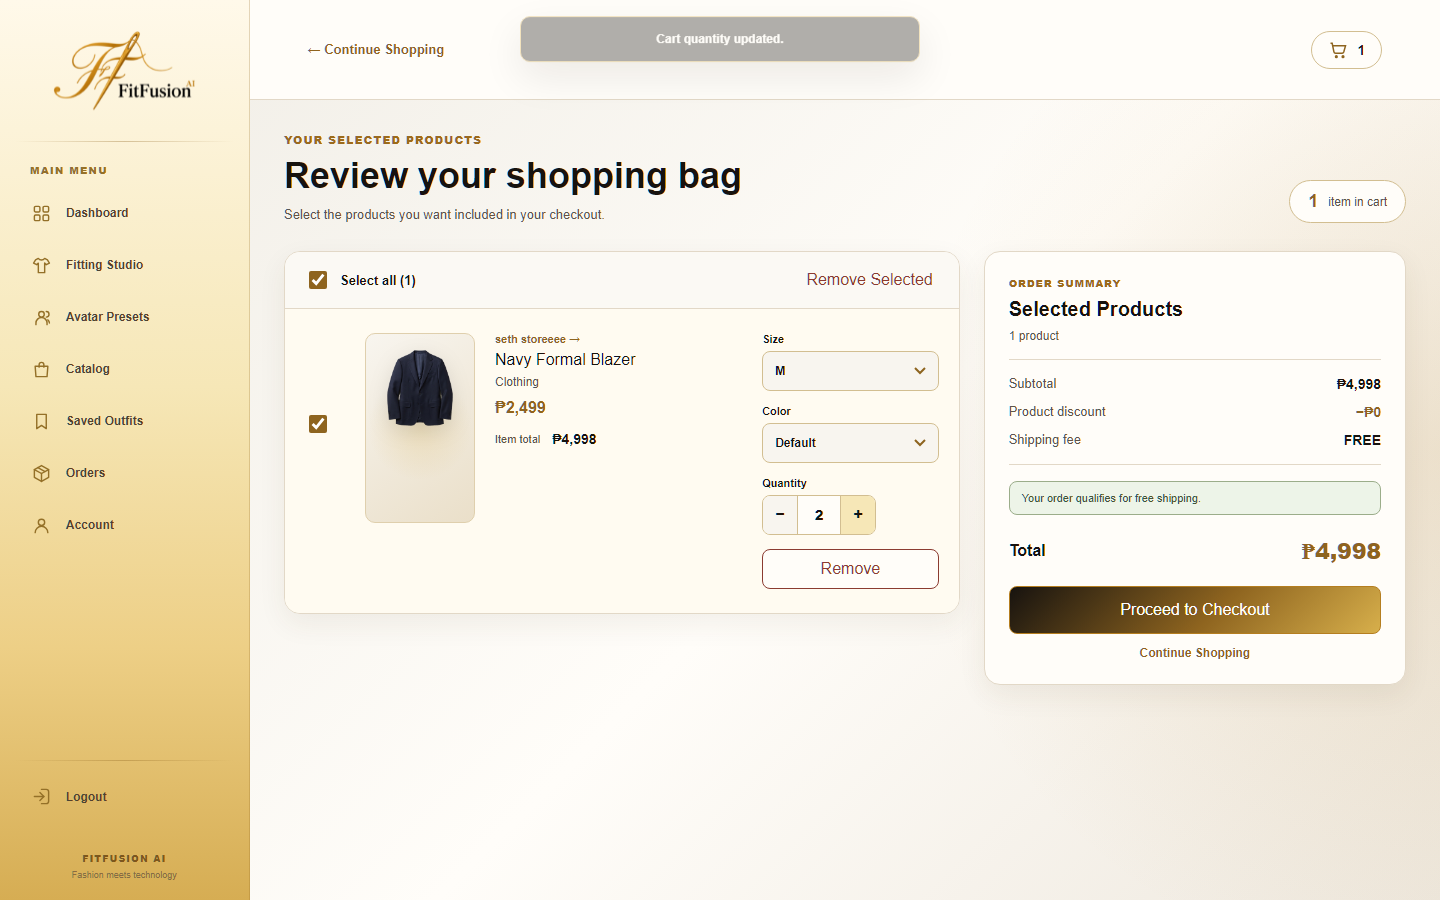 FitFusion AI
MAIN MENU
Dashboard
Fitting Studio
Avatar Presets
Catalog
Saved Outfits
Orders
Account
Logout
FITFUSION AI
Fashion meets technology
← Continue Shopping
Cart quantity updated.
1
YOUR SELECTED PRODUCTS
Review your shopping bag
Select the products you want included in your checkout.
1 item in cart
Select all (1)
Remove Selected
seth storeeee →
Navy Formal Blazer
Clothing
₱2,499
Item total ₱4,998
Size
M
Color
Default
Quantity
− 2 +
Remove
ORDER SUMMARY
Selected Products
1 product
Subtotal ₱4,998
Product discount −₱0
Shipping fee FREE
Your order qualifies for free shipping.
Total ₱4,998
Proceed to Checkout
Continue Shopping